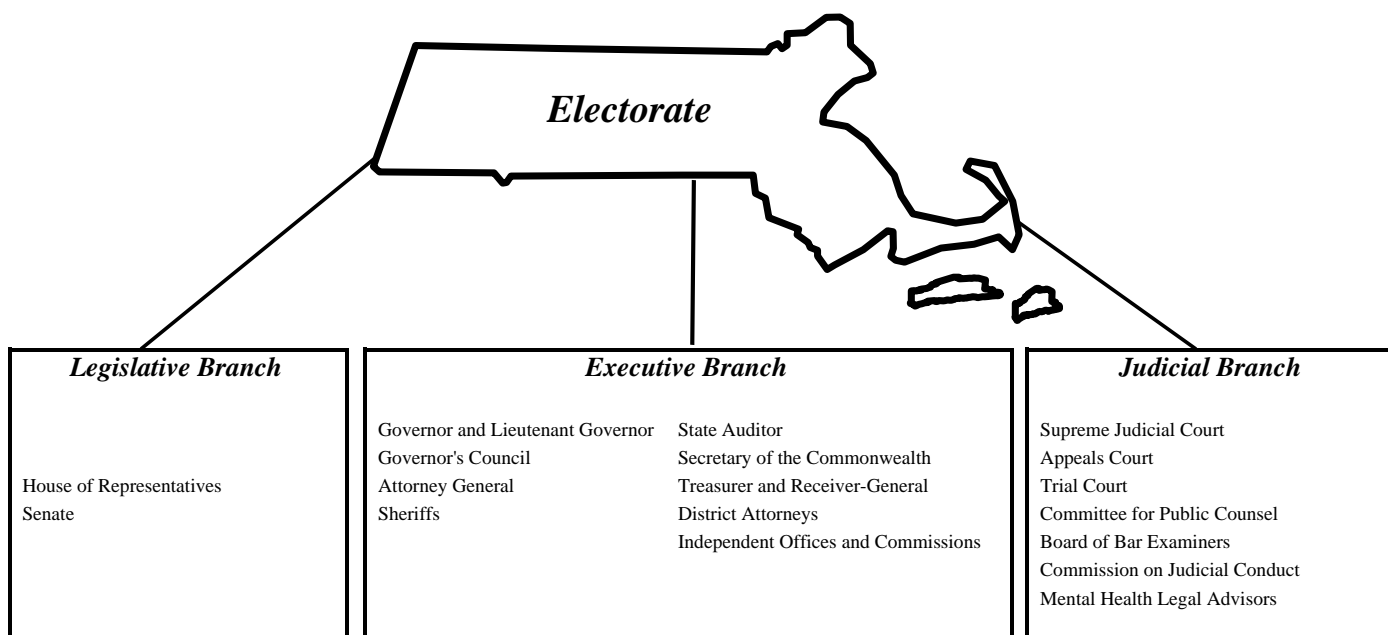 Electorate
Legislative Branch
House of Representatives
Senate
Executive Branch
Governor and Lieutenant Governor
Governor's Council
Attorney General
Sheriffs
State Auditor
Secretary of the Commonwealth
Treasurer and Receiver-General
District Attorneys
Independent Offices and Commissions
Judicial Branch
Supreme Judicial Court
Appeals Court
Trial Court
Committee for Public Counsel
Board of Bar Examiners
Commission on Judicial Conduct
Mental Health Legal Advisors